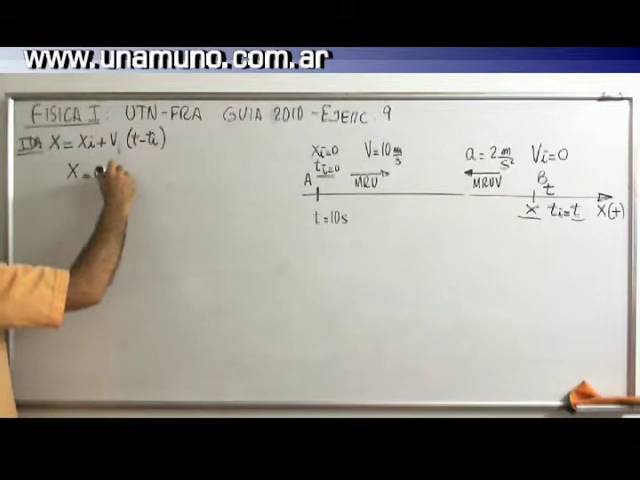 www.unamuno.com.ar
FISICA I: UTN-FRA GUIA 2010-EJERC. 9
IDA X = Xi + Vi (t-ti)
X =
Xi=0 V=10 m/s a=2 m/s² Vi=0
ti=0
A MRU MRUV B t
X ti=t X(+)
t=10s